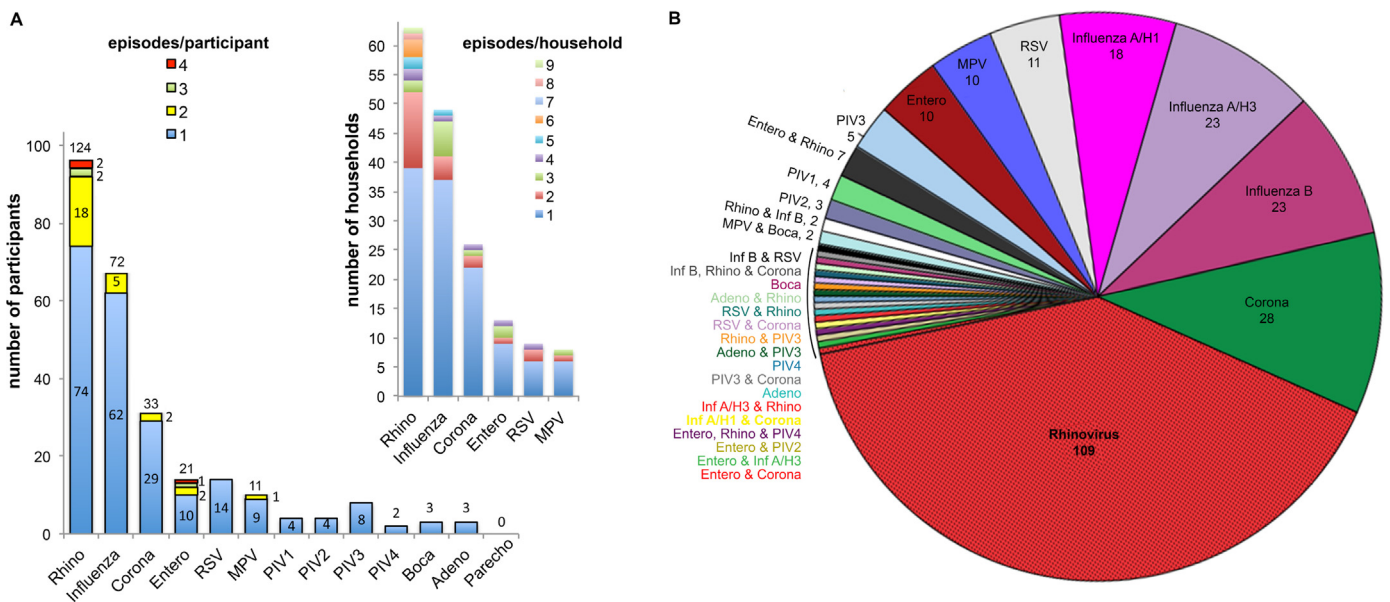 A
episodes/participant
4
3
2
1
number of participants
100
80
60
40
20
0
124
2
2
18
74
72
5
62
33
2
29
21
1
2
10
14
11
1
9
4
4
8
2
3
3
0
Rhino
Influenza
Corona
Entero
RSV
MPV
PIV1
PIV2
PIV3
PIV4
Boca
Adeno
Parecho
episodes/household
9
8
7
6
5
4
3
2
1
number of households
60
55
50
45
40
35
30
25
20
15
10
5
0
Rhino
Influenza
Corona
Entero
RSV
MPV
B
Influenza A/H1
18
Influenza A/H3
23
Influenza B
23
Corona
28
Rhinovirus
109
RSV
11
MPV
10
Entero
10
PIV3
5
Entero & Rhino 7
PIV1, 4
PIV2, 3
Rhino & Inf B, 2
MPV & Boca, 2
Inf B & RSV
Inf B, Rhino & Corona
Boca
Adeno & Rhino
RSV & Rhino
RSV & Corona
Rhino & PIV3
Adeno & PIV3
PIV4
PIV3 & Corona
Adeno
Inf A/H3 & Rhino
Inf A/H1 & Corona
Entero, Rhino & PIV4
Entero & PIV2
Entero & Inf A/H3
Entero & Corona